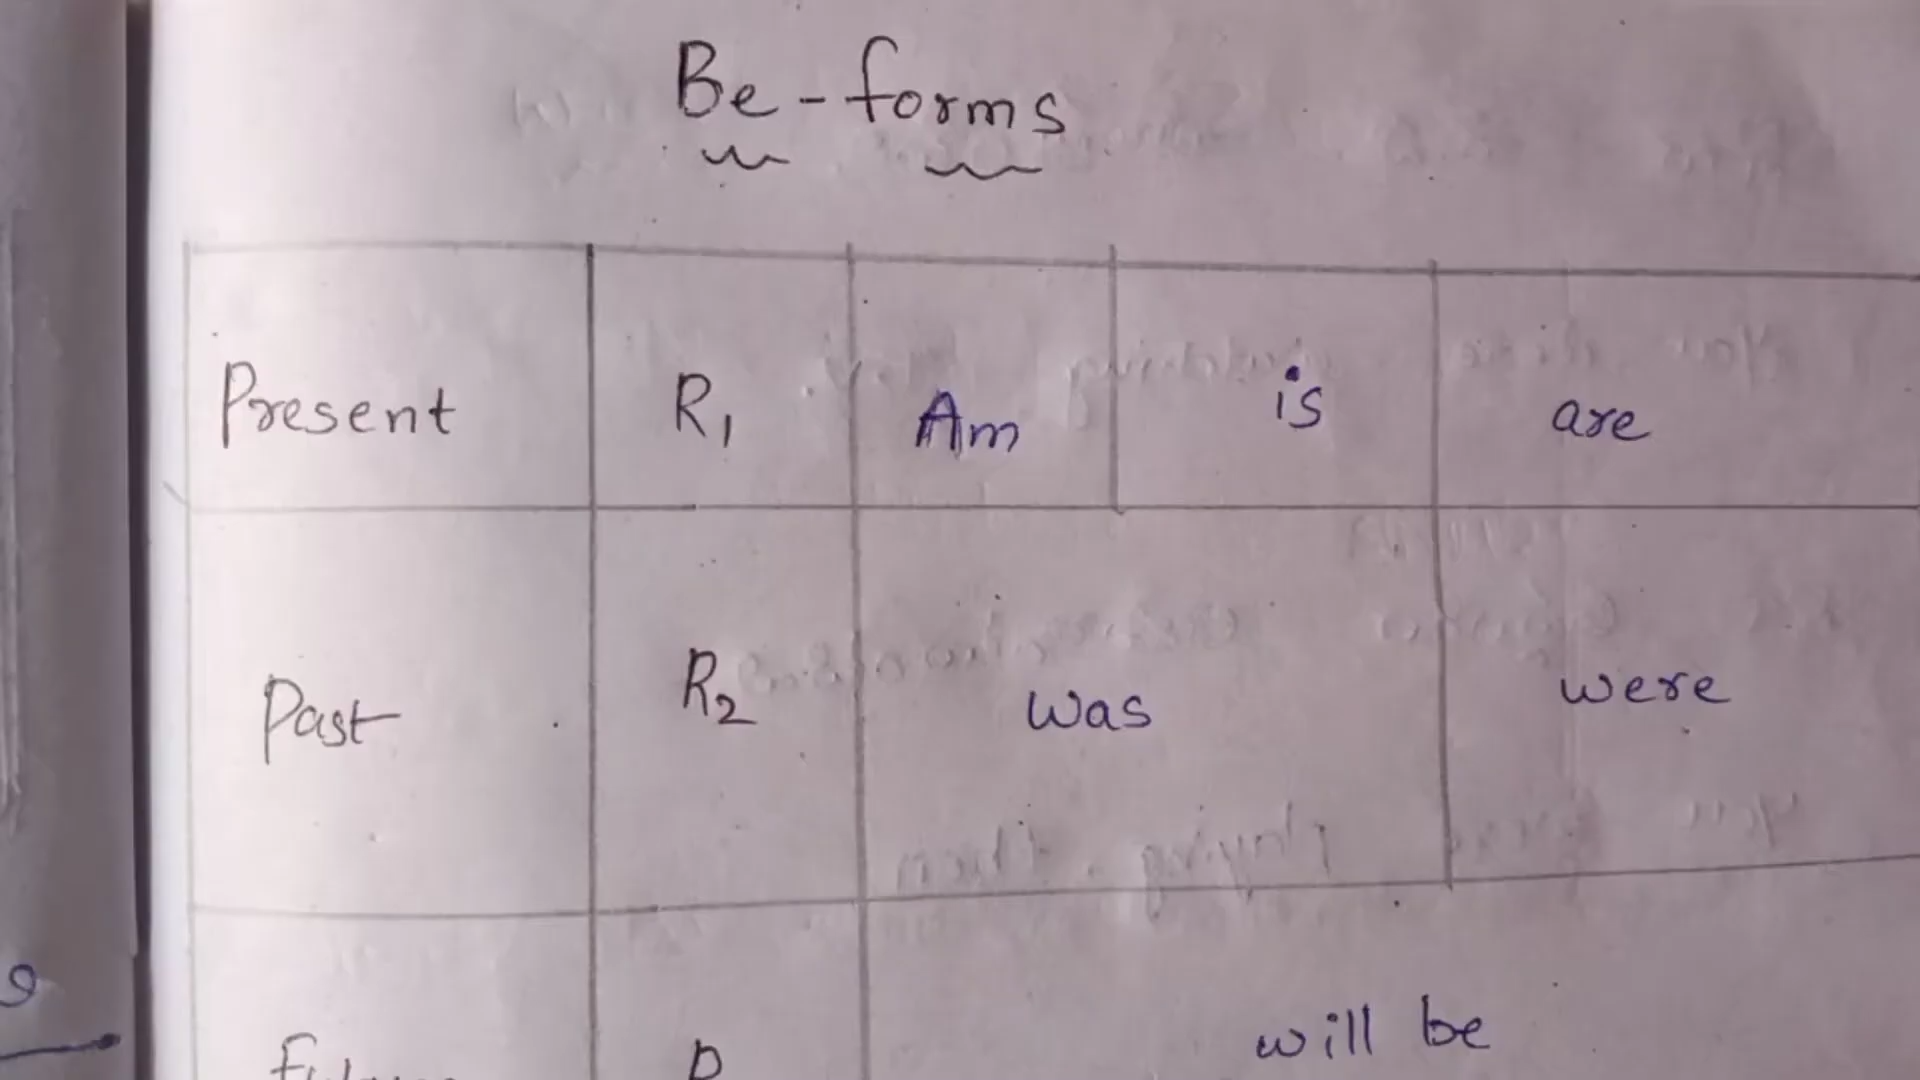 Be-forms
Present R1 Am is are
Past R2 was were
will be